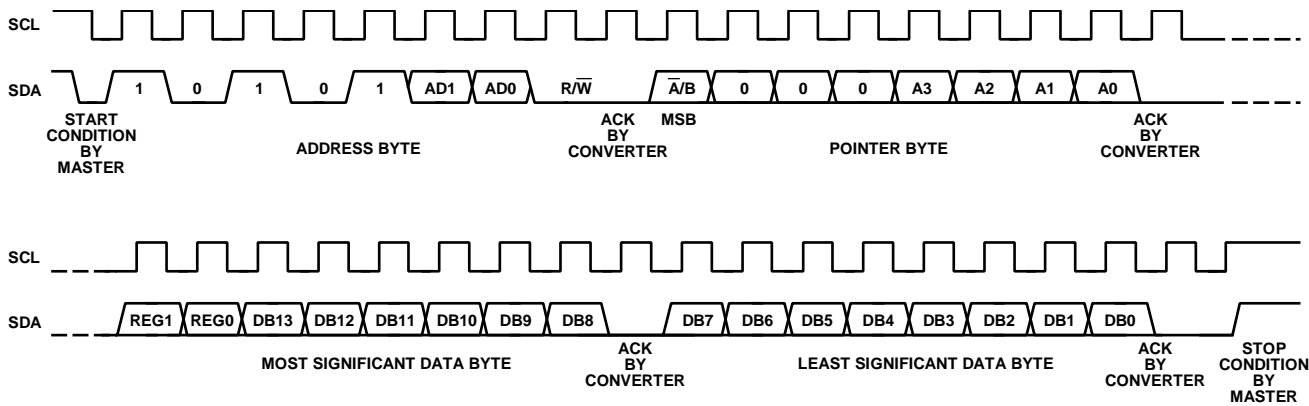 SCL
SDA 1 0 1 0 1 AD1 AD0 R/W̅ A̅/B 0 0 0 A3 A2 A1 A0
START
CONDITION
BY
MASTER
ADDRESS BYTE
ACK
BY
CONVERTER
MSB
POINTER BYTE
ACK
BY
CONVERTER
SCL
SDA REG1 REG0 DB13 DB12 DB11 DB10 DB9 DB8 DB7 DB6 DB5 DB4 DB3 DB2 DB1 DB0
MOST SIGNIFICANT DATA BYTE
ACK
BY
CONVERTER
LEAST SIGNIFICANT DATA BYTE
ACK
BY
CONVERTER
STOP
CONDITION
BY
MASTER